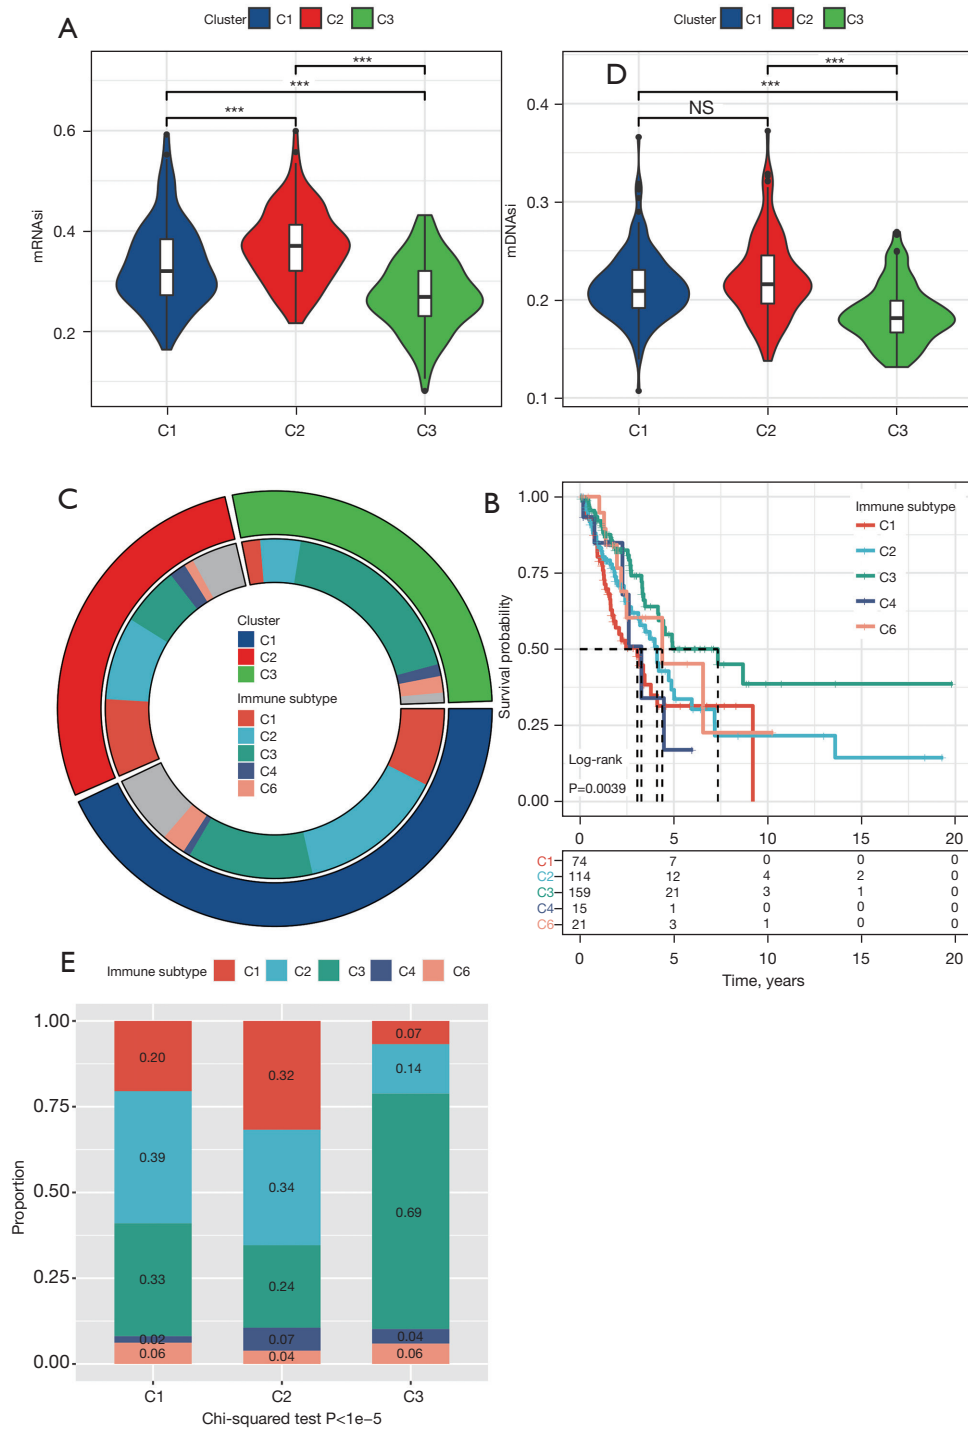 A
Cluster C1 C2 C3
*** 
***
***
mRNAsi
0.6
0.4
0.2
C1 C2 C3
Cluster C1 C2 C3
D
***
***
NS
mDNAsi
0.4
0.3
0.2
0.1
C1 C2 C3
C
Cluster
C1
C2
C3
Immune subtype
C1
C2
C3
C4
C6
B
Survival probability
1.00
0.75
0.50
0.25
0.00
Immune subtype
C1
C2
C3
C4
C6
Log-rank
P=0.0039
0 5 10 15 20
C1 74 7 0 0 0
C2 114 12 4 2 0
C3 159 21 3 1 0
C4 15 1 0 0 0
C6 21 3 1 0 0
0 5 10 15 20
Time, years
E
Immune subtype C1 C2 C3 C4 C6
Proportion
1.00
0.75
0.50
0.25
0.00
0.20
0.39
0.33
0.02
0.06
0.32
0.34
0.24
0.07
0.04
0.07
0.14
0.69
0.04
0.06
C1 C2 C3
Chi-squared test P<1e−5